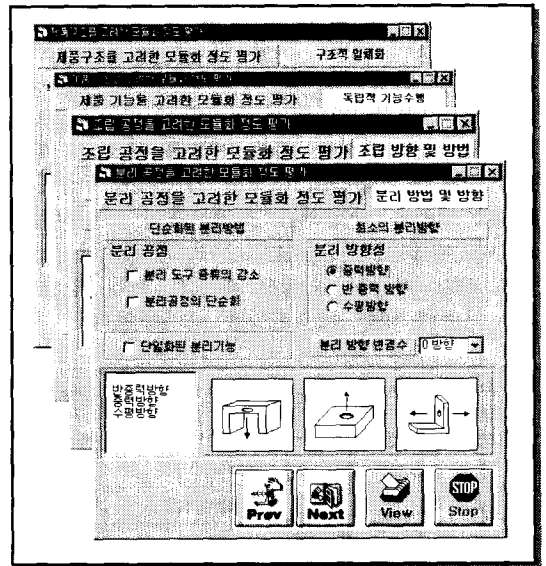 제품구조를 고려한 모듈화 정도 평가 구조적 일체화
제품 기능을 고려한 모듈화 정도 평가 독립적 기능수행
조립 공정을 고려한 모듈화 정도 평가
조립 공정을 고려한 모듈화 정도 평가 조립 방향 및 방법
분리 공정을 고려한 모듈화 정도 평가
분리 공정을 고려한 모듈화 정도 평가 분리 방법 및 방향
단순화된 분리방법 최소의 분리방향
분리 공정 분리 방향성
분리 도구 종류의 감소 중력방향
반 중력 방향
분리공정의 단순화 수평방향
단일화된 분리기능 분리 방향 변경수 0 방향
반중력방향
중력방향
수평방향
STOP
Prev Next View Stop